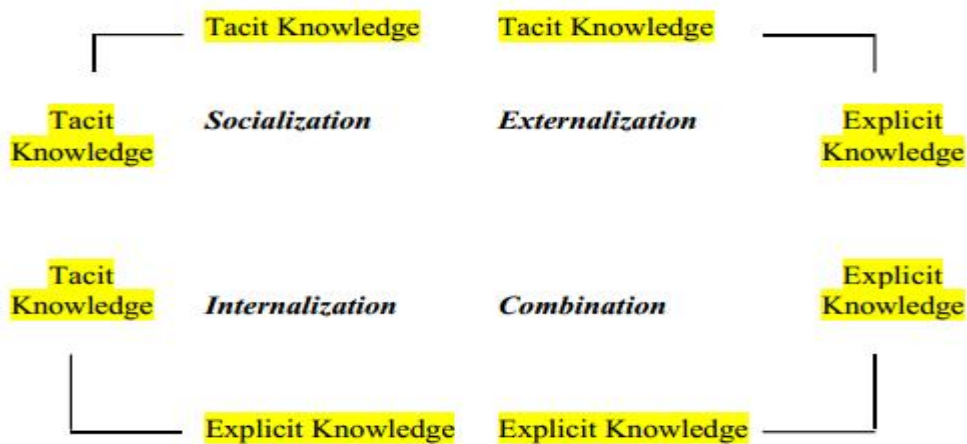 Tacit Knowledge Tacit Knowledge
Tacit Socialization Externalization Explicit
Knowledge Knowledge
Tacit Explicit
Knowledge Internalization Combination Knowledge
Explicit Knowledge Explicit Knowledge